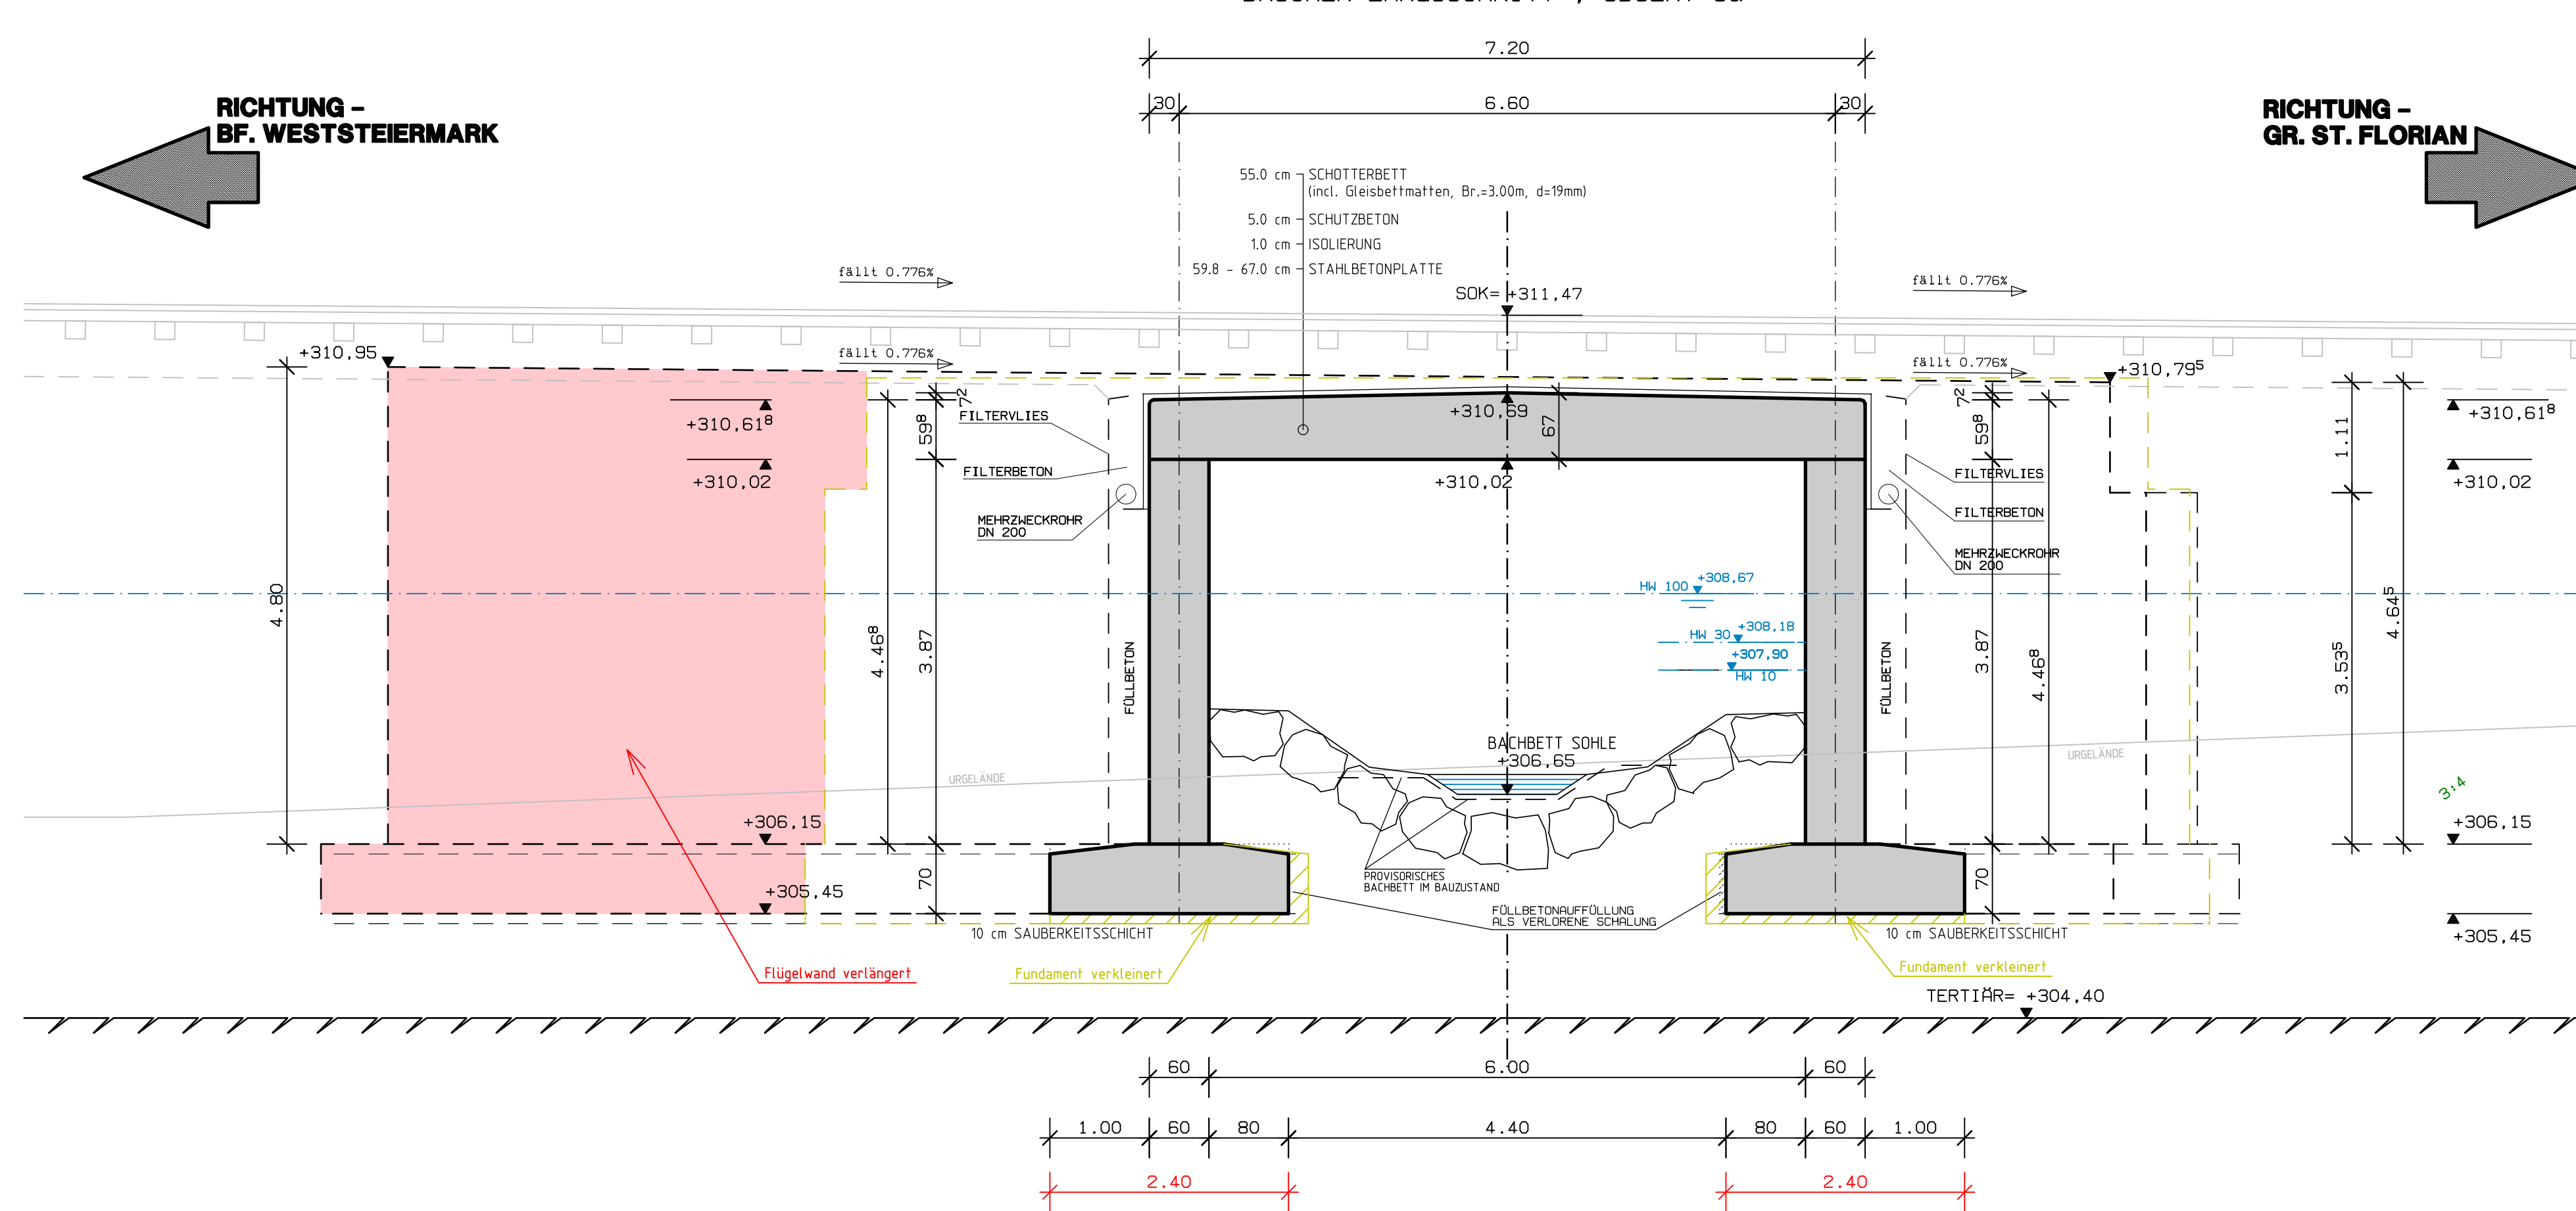 7.20
30 6.60 30
RICHTUNG –
BF. WESTSTEIERMARK
RICHTUNG –
GR. ST. FLORIAN
55.0 cm SCHOTTERBETT
(incl. Gleisbettmatten, Br.=3.00m, d=19mm)
5.0 cm SCHUTZBETON
1.0 cm ISOLIERUNG
59.8 - 67.0 cm STAHLBETONPLATTE
fällt 0.776%
fällt 0.776%
SOK= +311,47
+310,95
fällt 0.776%
fällt 0.776%
+310,79⁵
+310,61⁸
+310,02
7²
59⁸
FILTERVLIES
FILTERBETON
MEHRZWECKROHR
DN 200
+310,69
67
+310,02
7²
59⁸
FILTERVLIES
FILTERBETON
MEHRZWECKROHR
DN 200
1.11
+310,61⁸
+310,02
4.80
4.46⁸
3.87
FÜLLBETON
HW 100 +308,67
HW 30 +308,18
+307,90
HW 10
FÜLLBETON
3.87
4.46⁸
3.53⁵
4.64⁵
BACHBETT SOHLE
+306,65
URGELÄNDE
URGELÄNDE
3:4
+306,15
+305,45
70
PROVISORISCHES
BACHBETT IM BAUZUSTAND
FÜLLBETONAUFFÜLLUNG
ALS VERLORENE SCHALUNG
70
+306,15
+305,45
10 cm SAUBERKEITSSCHICHT
10 cm SAUBERKEITSSCHICHT
Flügelwand verlängert
Fundament verkleinert
Fundament verkleinert
TERTIÄR= +304,40
60 6.00 60
1.00 60 80 4.40 80 60 1.00
2.40 2.40